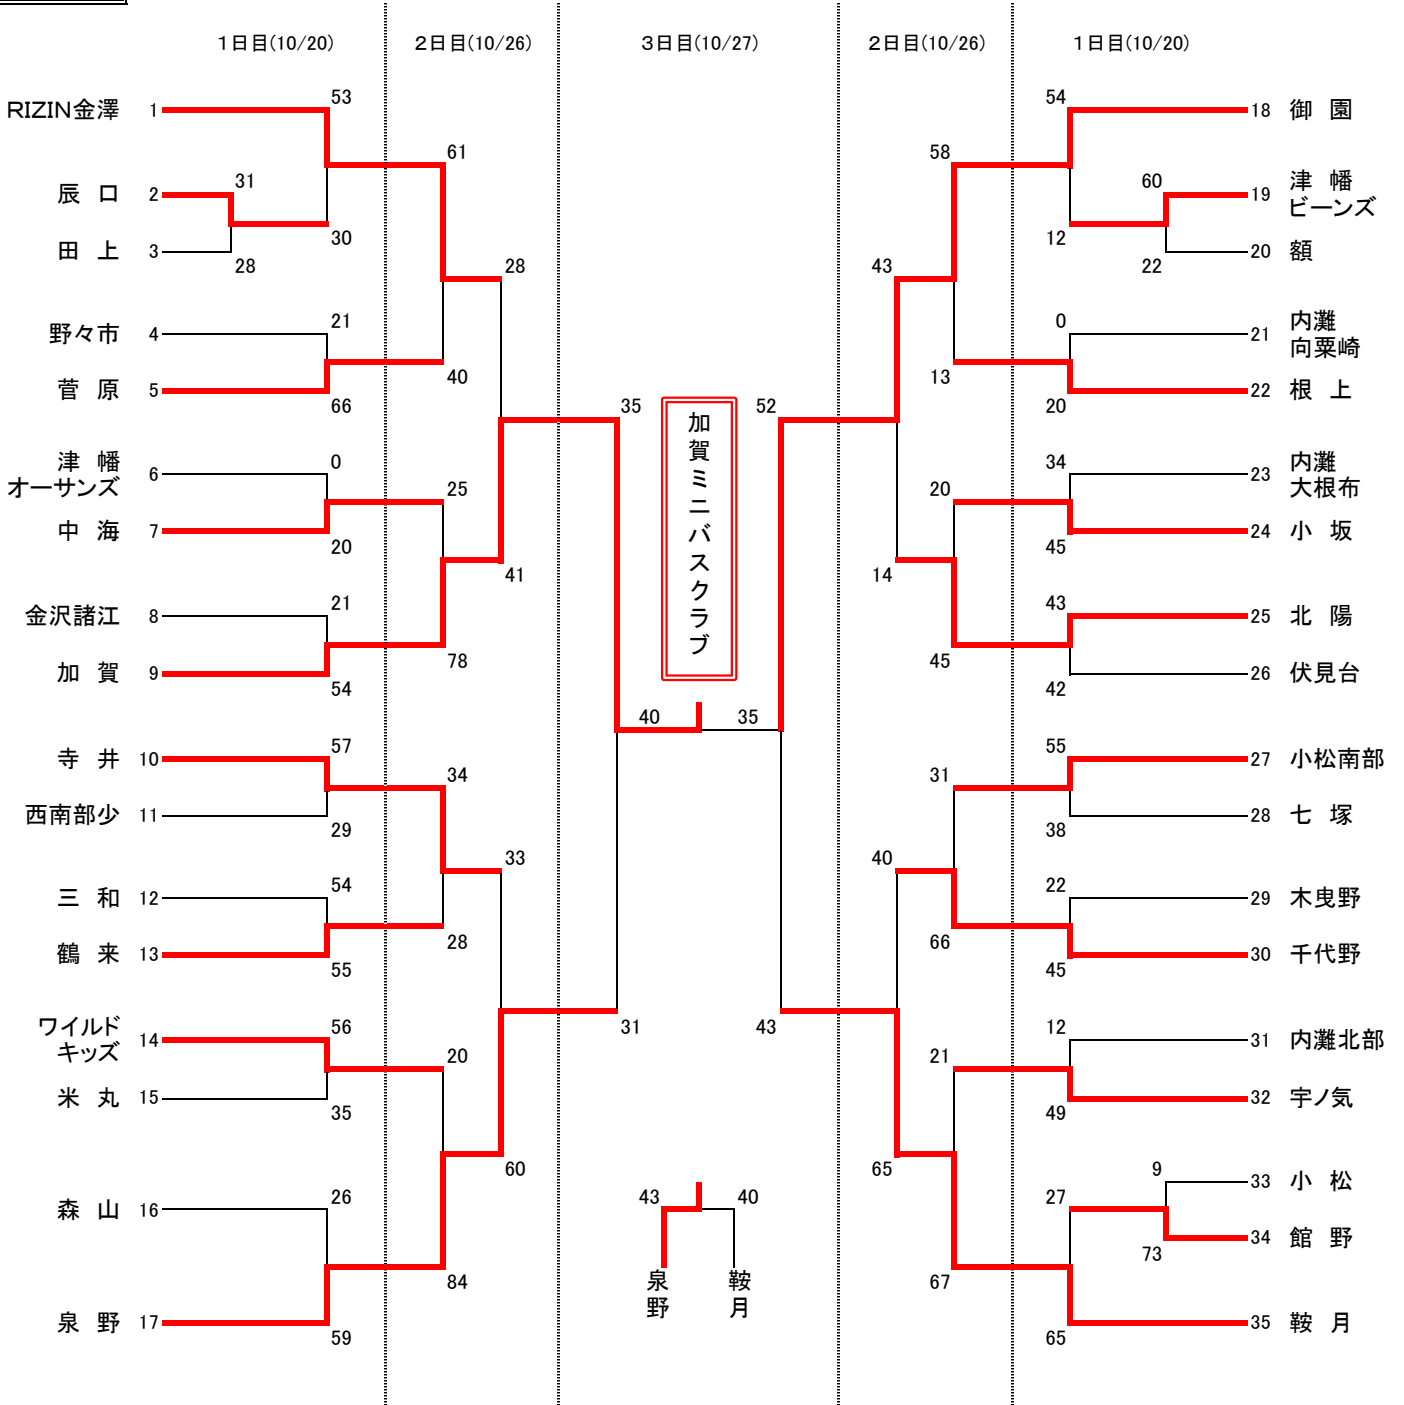 1日目(10/20)
2日目(10/26)
3日目(10/27)
2日目(10/26)
1日目(10/20)
RIZIN金澤 1
辰 口 2
田 上 3
野々市 4
菅 原 5
津 幡
オーサンズ 6
中 海 7
金沢諸江 8
加 賀 9
寺 井 10
西南部少 11
三 和 12
鶴 来 13
ワイルド
キッズ 14
米 丸 15
森 山 16
泉 野 17
53
31
30
28
21
66
0
20
21
54
57
29
54
55
56
35
26
59
61
40
25
78
34
28
20
84
28
41
33
60
35
31
加賀ミニバスクラブ
40 35
43 40
泉野
鞍月
52
43
43
14
40
65
58
13
20
45
31
66
21
67
54
60
12
22
0
20
34
45
43
42
55
38
22
45
12
49
9
27
73
65
18 御 園
19 津 幡
ビーンズ
20 額
21 内灘
向粟崎
22 根 上
23 内灘
大根布
24 小 坂
25 北 陽
26 伏見台
27 小松南部
28 七 塚
29 木曳野
30 千代野
31 内灘北部
32 宇ノ気
33 小 松
34 館 野
35 鞍 月